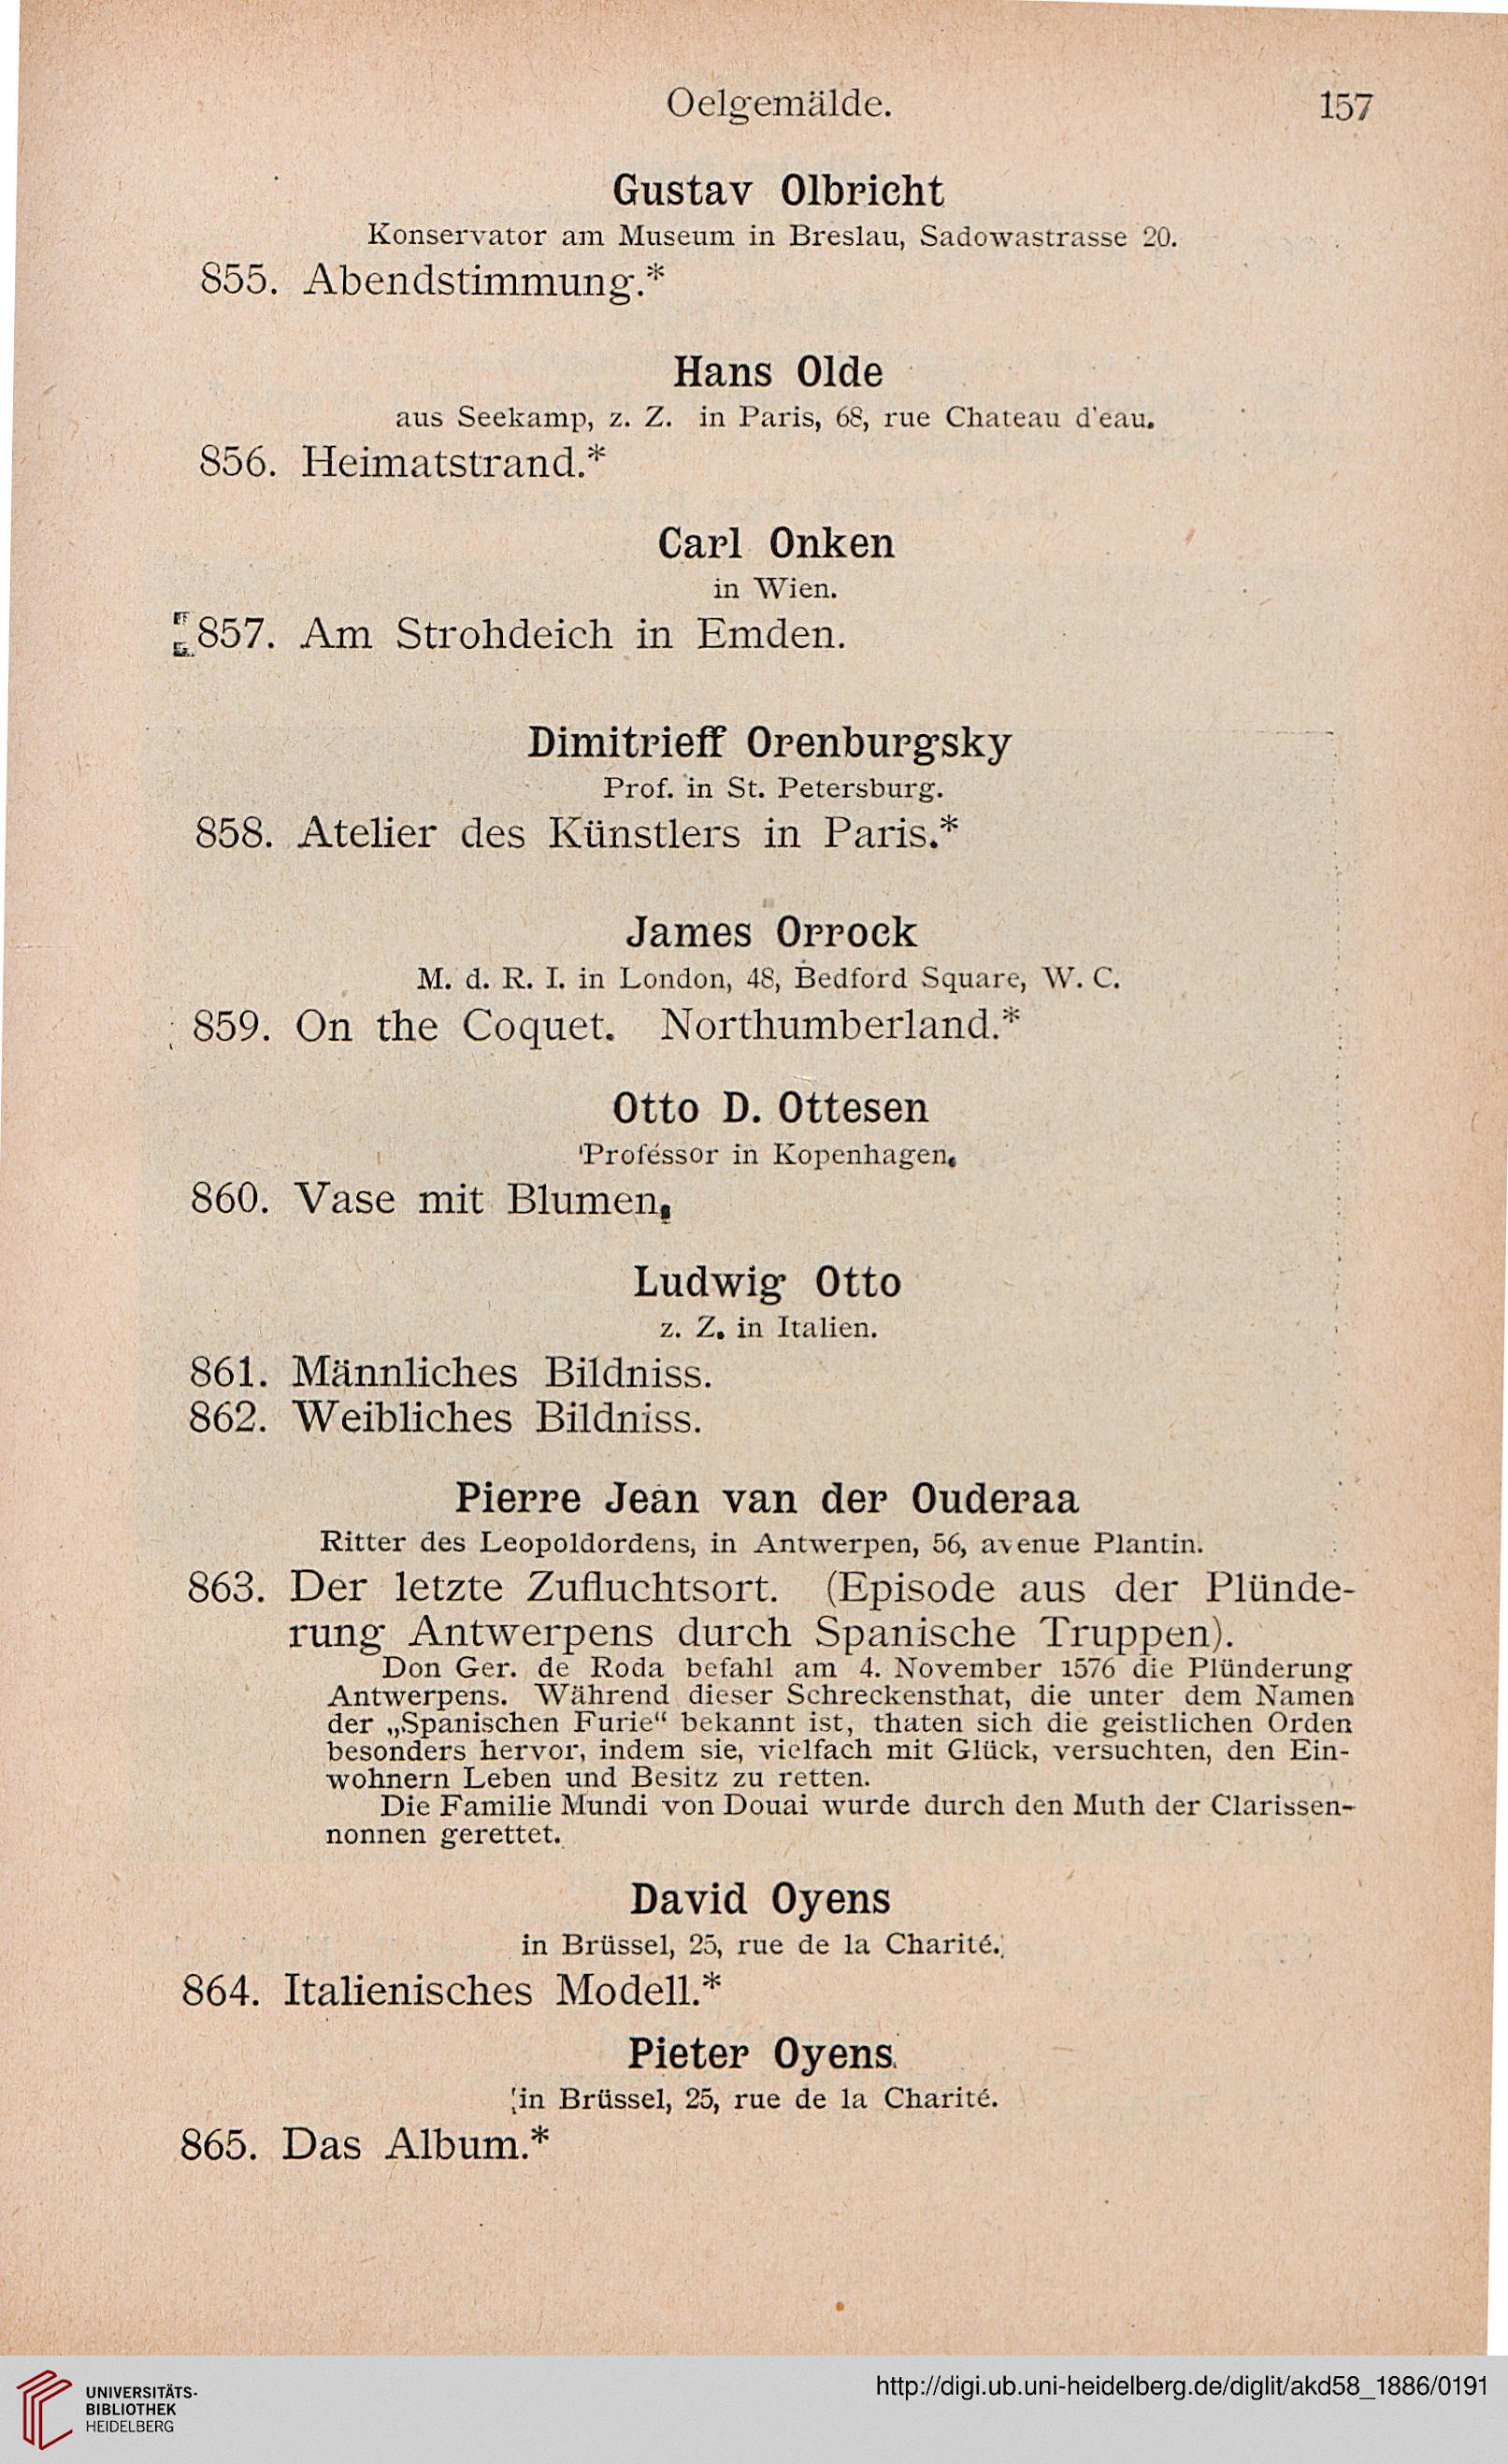 Oelgemälde. 157
Gustav Olbricht
Konservator am Museum in Breslau, Sadowastrasse 20.
855. Abendstimmung.*
Hans Olde
aus Seekamp, z. Z. in Paris, 68, rue Chateau d'eau.
856. Heimatstrand.*
Carl Onken
in Wien.
857. Am Strohdeich in Emden.
Dimitrieff Orenburgsky
Prof. in St. Petersburg.
858. Atelier des Künstlers in Paris.*
James Orrock
M. d. R. I. in London, 48, Bedford Square, W. C.
859. On the Coquet. Northumberland.*
Otto D. Ottesen
Professor in Kopenhagen.
860. Vase mit Blumen.
Ludwig Otto
z. Z. in Italien.
861. Männliches Bildniss.
862. Weibliches Bildniss.
Pierre Jean van der Ouderaa
Ritter des Leopoldordens, in Antwerpen, 56, avenue Plantin.
863. Der letzte Zufluchtsort. (Episode aus der Plünde-
rung Antwerpens durch Spanische Truppen).
Don Ger. de Roda befahl am 4. November 1576 die Plünderung
Antwerpens. Während dieser Schreckensthat, die unter dem Namen
der „Spanischen Furie“ bekannt ist, thaten sich die geistlichen Orden
besonders hervor, indem sie, vielfach mit Glück, versuchten, den Ein-
wohnern Leben und Besitz zu retten.
Die Familie Mundi von Douai wurde durch den Muth der Clarissen-
nonnen gerettet.
David Oyens
in Brüssel, 25, rue de la Charité.
864. Italienisches Modell.*
Pieter Oyens
in Brüssel, 25, rue de la Charité.
865. Das Album.*
UNIVERSITÄTS-
BIBLIOTHEK
HEIDELBERG
http://digi.ub.uni-heidelberg.de/diglit/akd58_1886/0191